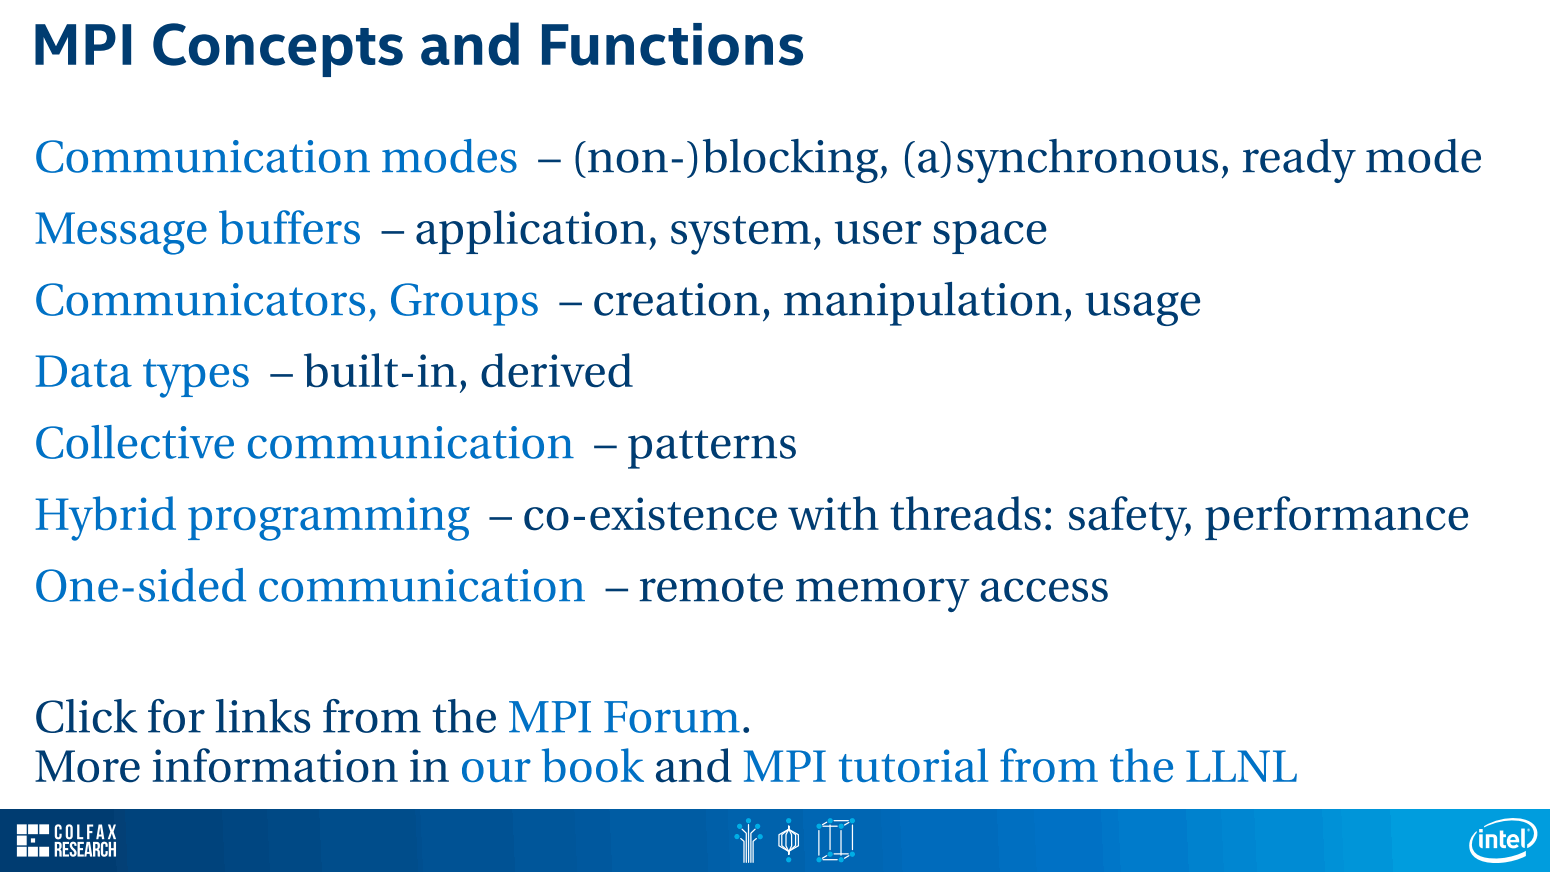 MPI Concepts and Functions
Communication modes – (non-)blocking, (a)synchronous, ready mode
Message buffers – application, system, user space
Communicators, Groups – creation, manipulation, usage
Data types – built-in, derived
Collective communication – patterns
Hybrid programming – co-existence with threads: safety, performance
One-sided communication – remote memory access
Click for links from the MPI Forum.
More information in our book and MPI tutorial from the LLNL
COLFAX
RESEARCH
intel